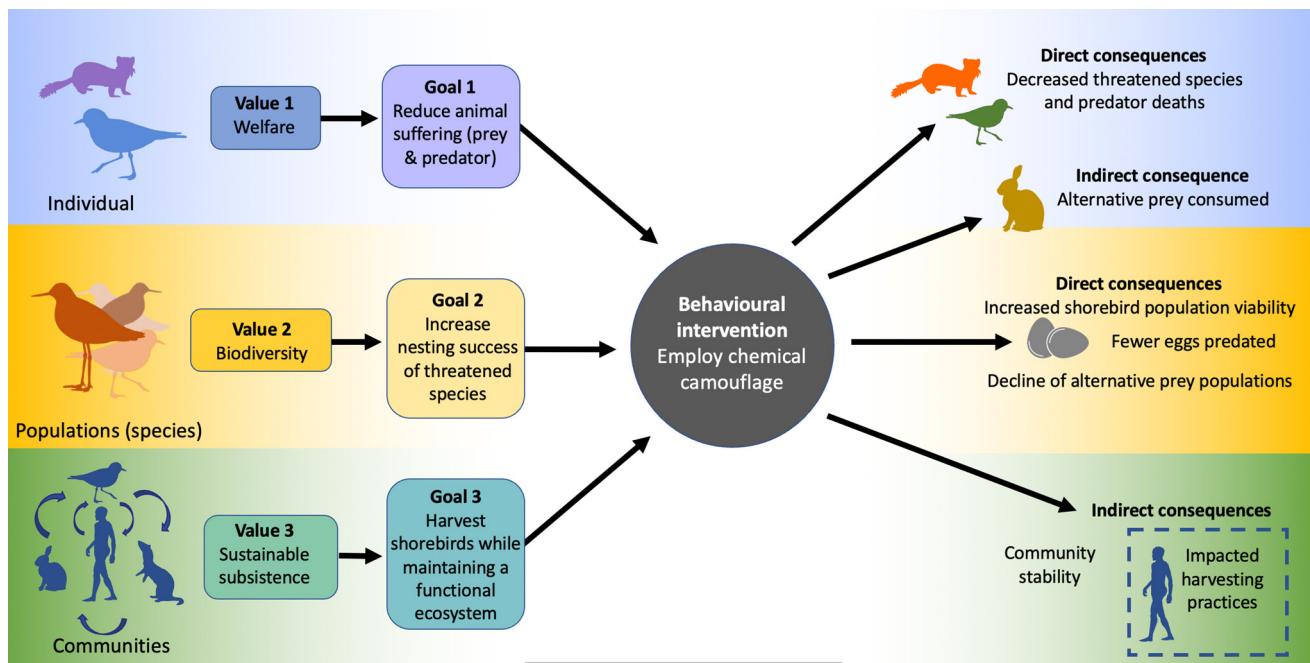 Individual
Value 1
Welfare
Goal 1
Reduce animal
suffering (prey
& predator)
Populations (species)
Value 2
Biodiversity
Goal 2
Increase
nesting success
of threatened
species
Communities
Value 3
Sustainable
subsistence
Goal 3
Harvest
shorebirds while
maintaining a
functional
ecosystem
Behavioural
intervention
Employ chemical
camouflage
Direct consequences
Decreased threatened species
and predator deaths
Indirect consequence
Alternative prey consumed
Direct consequences
Increased shorebird population viability
Fewer eggs predated
Decline of alternative prey populations
Indirect consequences
Community
stability
Impacted
harvesting
practices